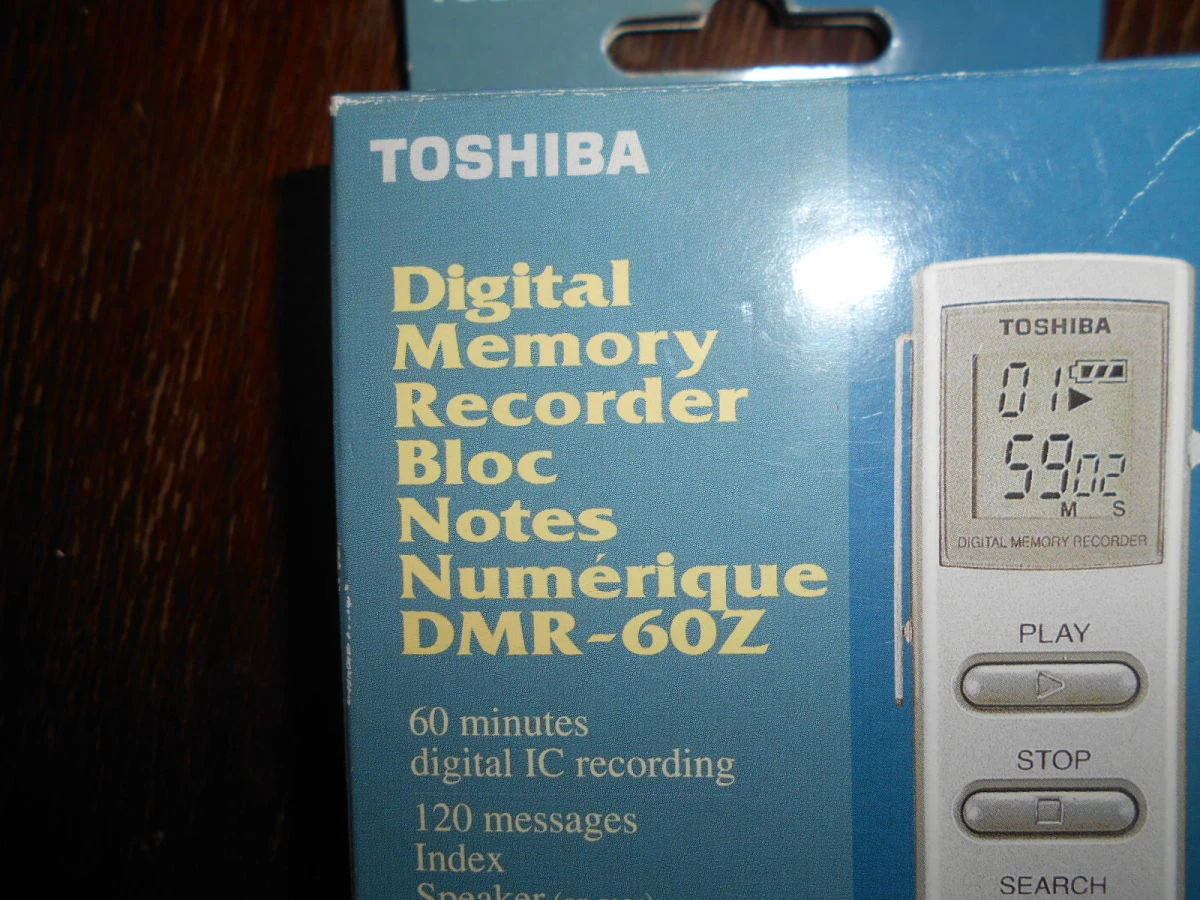 TOSHIBA
Digital
Memory
Recorder
Bloc
Notes
Numérique
DMR-60Z
60 minutes
digital IC recording
120 messages
Index
Speaker
TOSHIBA
01
59 02
M S
DIGITAL MEMORY RECORDER
PLAY
STOP
SEARCH